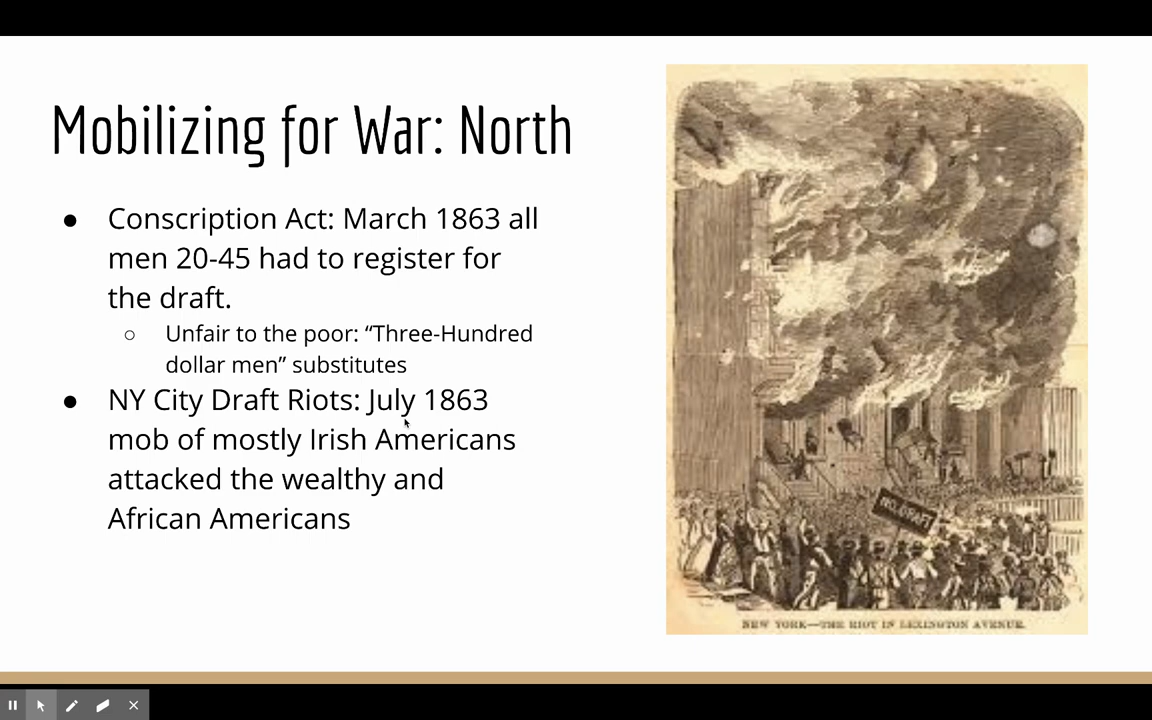 Mobilizing for War: North
● Conscription Act: March 1863 all
men 20-45 had to register for
the draft.
○ Unfair to the poor: “Three-Hundred
dollar men” substitutes
● NY City Draft Riots: July 1863
mob of mostly Irish Americans
attacked the wealthy and
African Americans
NO DRAFT
NEW YORK—THE RIOT IN LEXINGTON AVENUE.